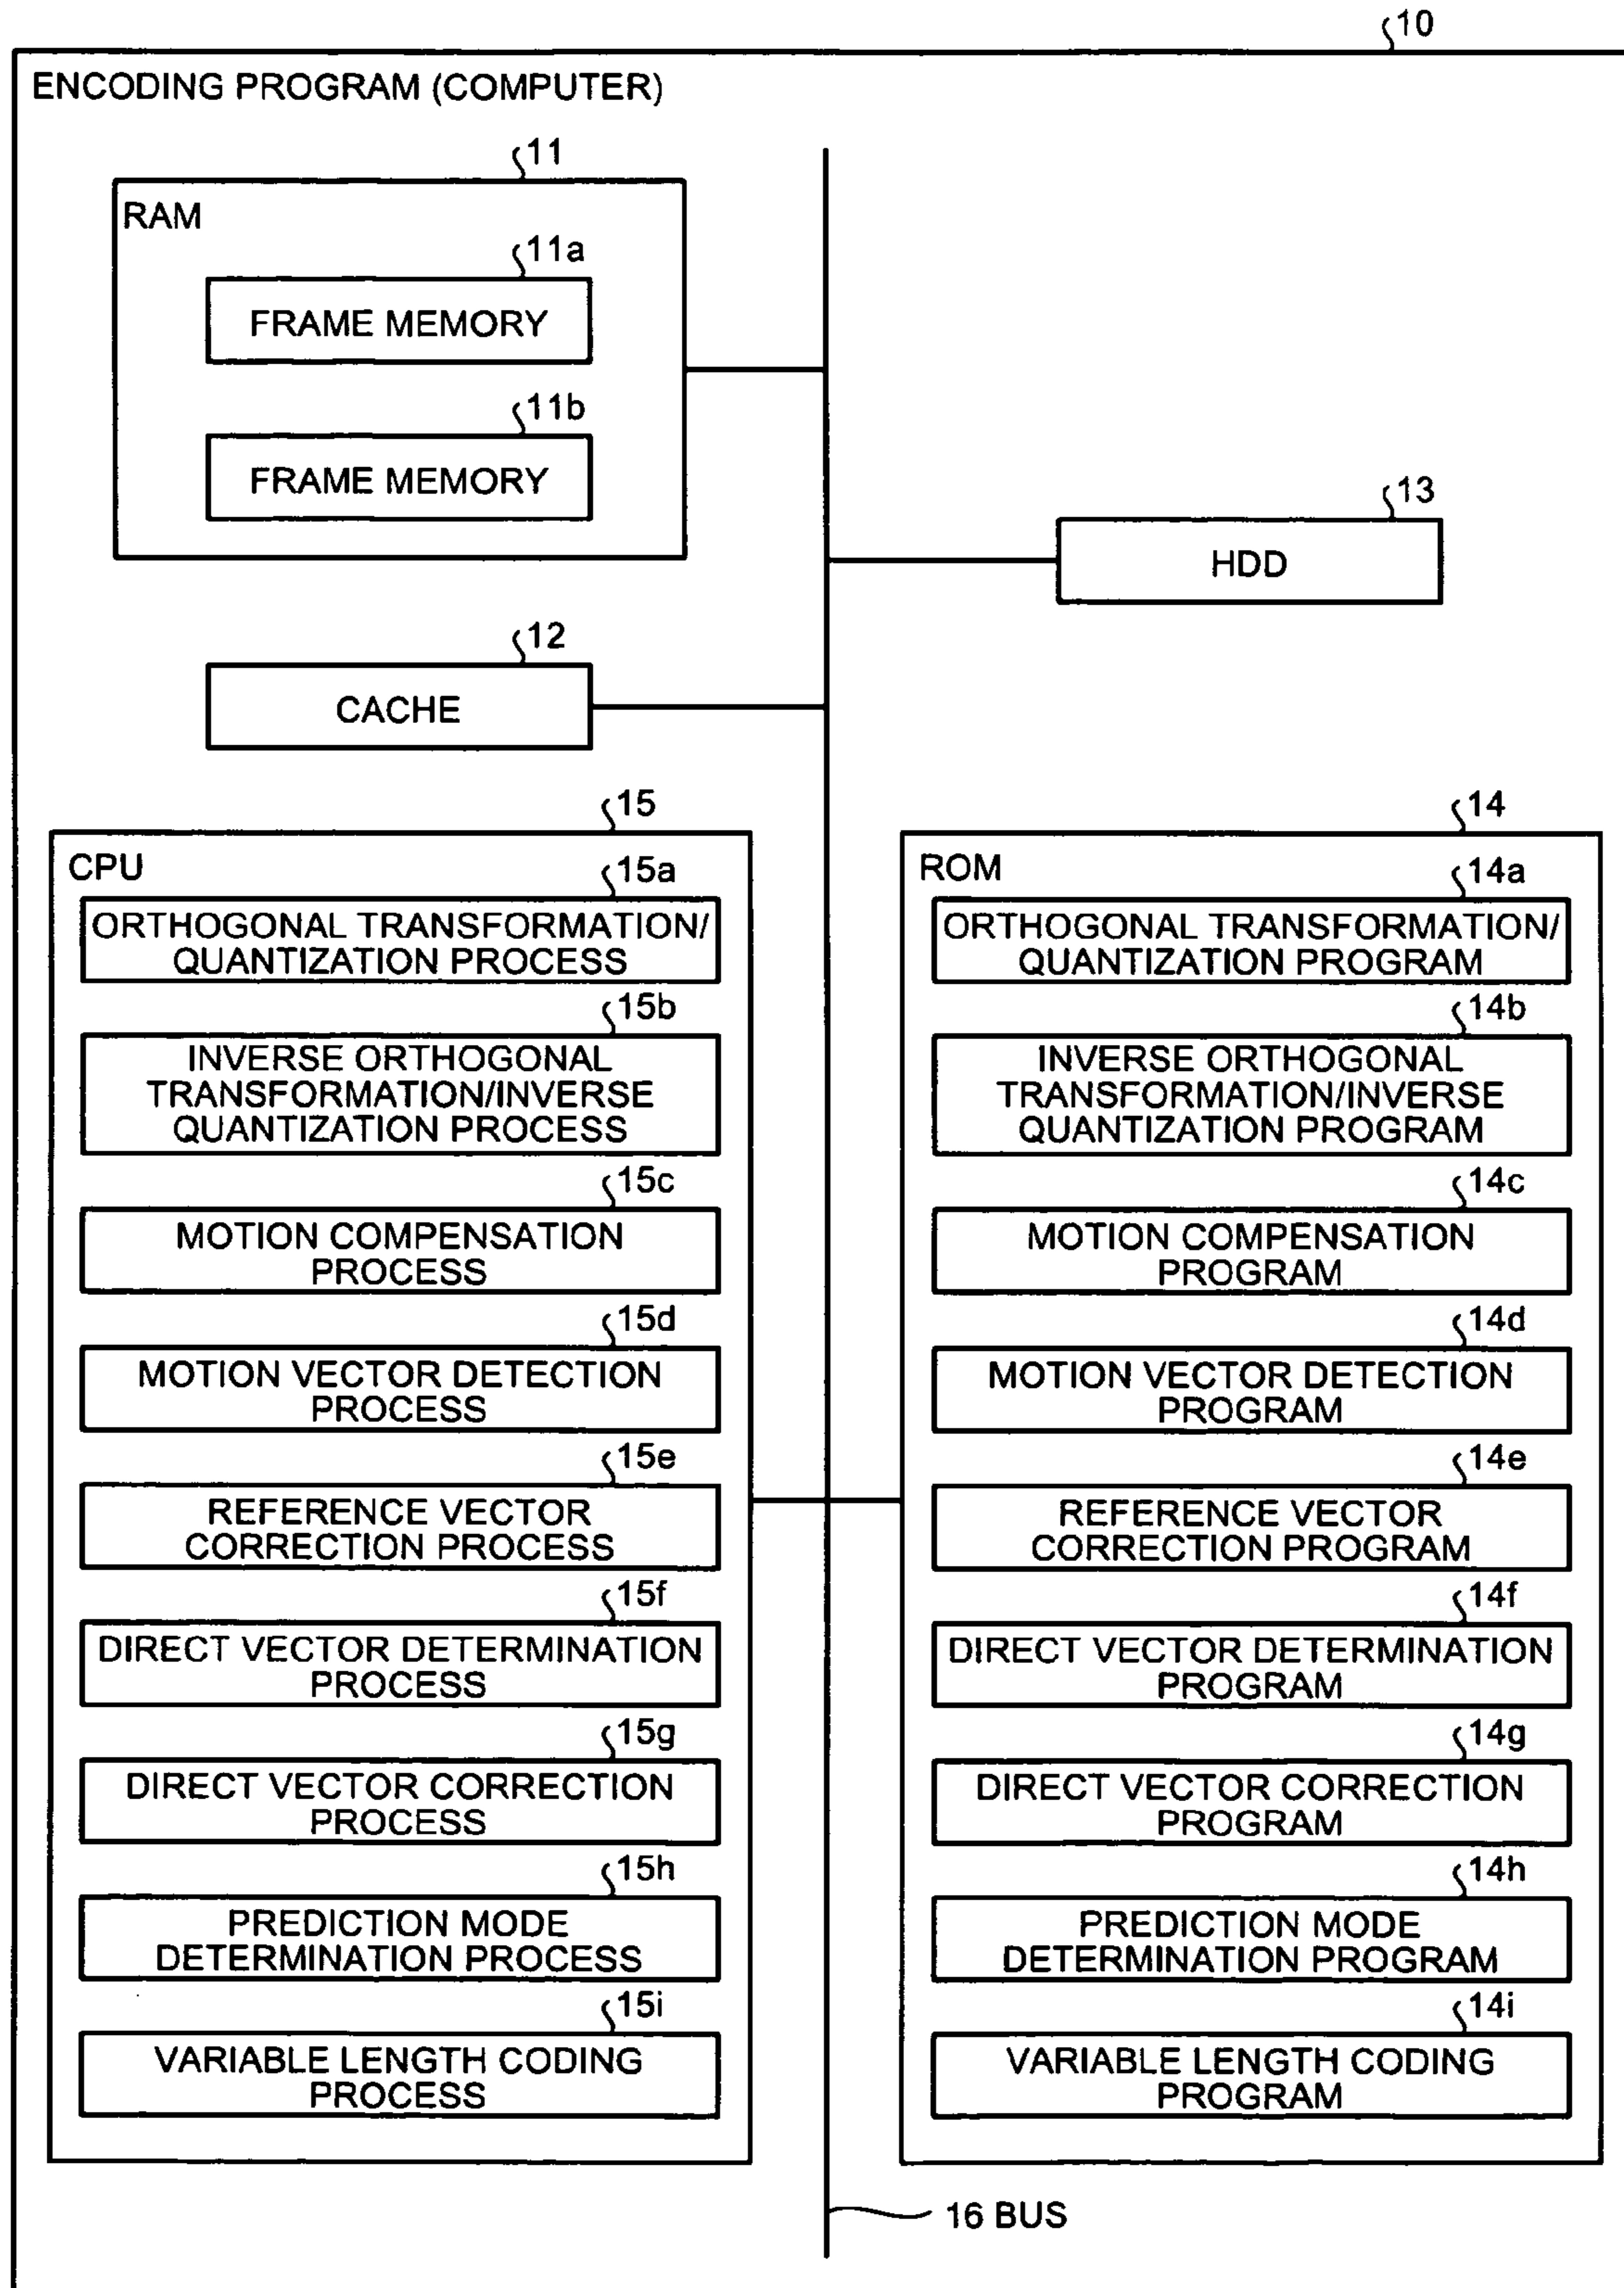 10
ENCODING PROGRAM (COMPUTER)
11
RAM
11a
FRAME MEMORY
11b
FRAME MEMORY
13
HDD
12
CACHE
15
CPU
15a
ORTHOGONAL TRANSFORMATION/
QUANTIZATION PROCESS
15b
INVERSE ORTHOGONAL
TRANSFORMATION/INVERSE
QUANTIZATION PROCESS
15c
MOTION COMPENSATION
PROCESS
15d
MOTION VECTOR DETECTION
PROCESS
15e
REFERENCE VECTOR
CORRECTION PROCESS
15f
DIRECT VECTOR DETERMINATION
PROCESS
15g
DIRECT VECTOR CORRECTION
PROCESS
15h
PREDICTION MODE
DETERMINATION PROCESS
15i
VARIABLE LENGTH CODING
PROCESS
14
ROM
14a
ORTHOGONAL TRANSFORMATION/
QUANTIZATION PROGRAM
14b
INVERSE ORTHOGONAL
TRANSFORMATION/INVERSE
QUANTIZATION PROGRAM
14c
MOTION COMPENSATION
PROGRAM
14d
MOTION VECTOR DETECTION
PROGRAM
14e
REFERENCE VECTOR
CORRECTION PROGRAM
14f
DIRECT VECTOR DETERMINATION
PROGRAM
14g
DIRECT VECTOR CORRECTION
PROGRAM
14h
PREDICTION MODE
DETERMINATION PROGRAM
14i
VARIABLE LENGTH CODING
PROGRAM
16 BUS